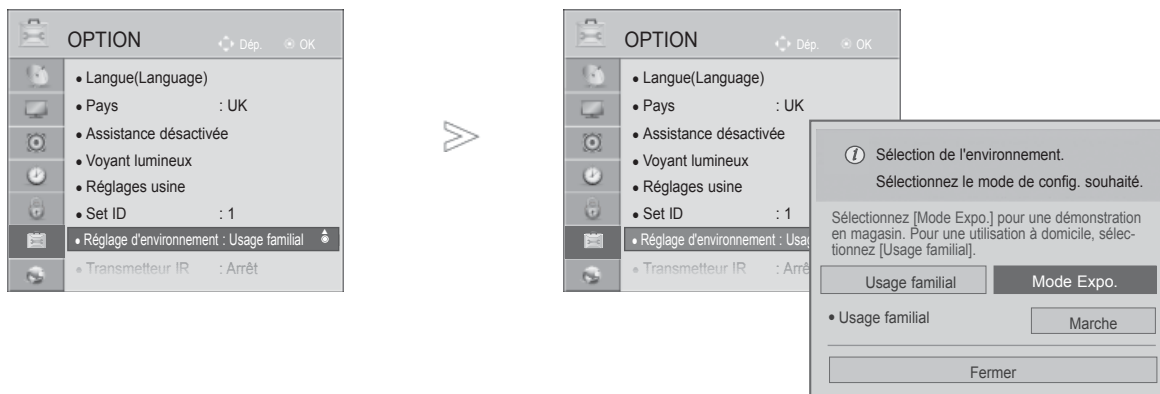 OPTION
Dép. OK
• Langue(Language)
• Pays : UK
• Assistance désactivée
• Voyant lumineux
• Réglages usine
• Set ID : 1
• Réglage d'environnement : Usage familial
• Transmetteur IR : Arrêt
OPTION
Dép. OK
• Langue(Language)
• Pays : UK
• Assistance désactivée
• Voyant lumineux
• Réglages usine
• Set ID : 1
• Réglage d'environnement : Usa
• Transmetteur IR : Arrê
Sélection de l'environnement.
Sélectionnez le mode de config. souhaité.
Sélectionnez [Mode Expo.] pour une démonstration
en magasin. Pour une utilisation à domicile, sélec-
tionnez [Usage familial].
Usage familial
Mode Expo.
• Usage familial
Marche
Fermer